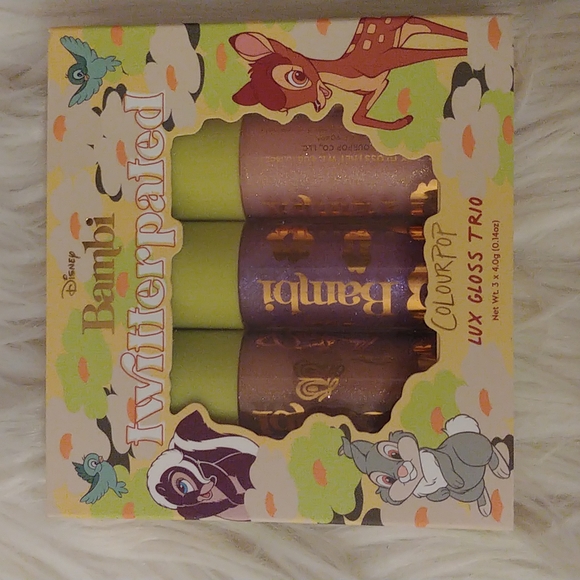 Disney
Bambi
twitterpated
Bambi
COLOURPOP
LUX GLOSS TRIO
Net Wt. 3 x 4.0g (0.14oz)